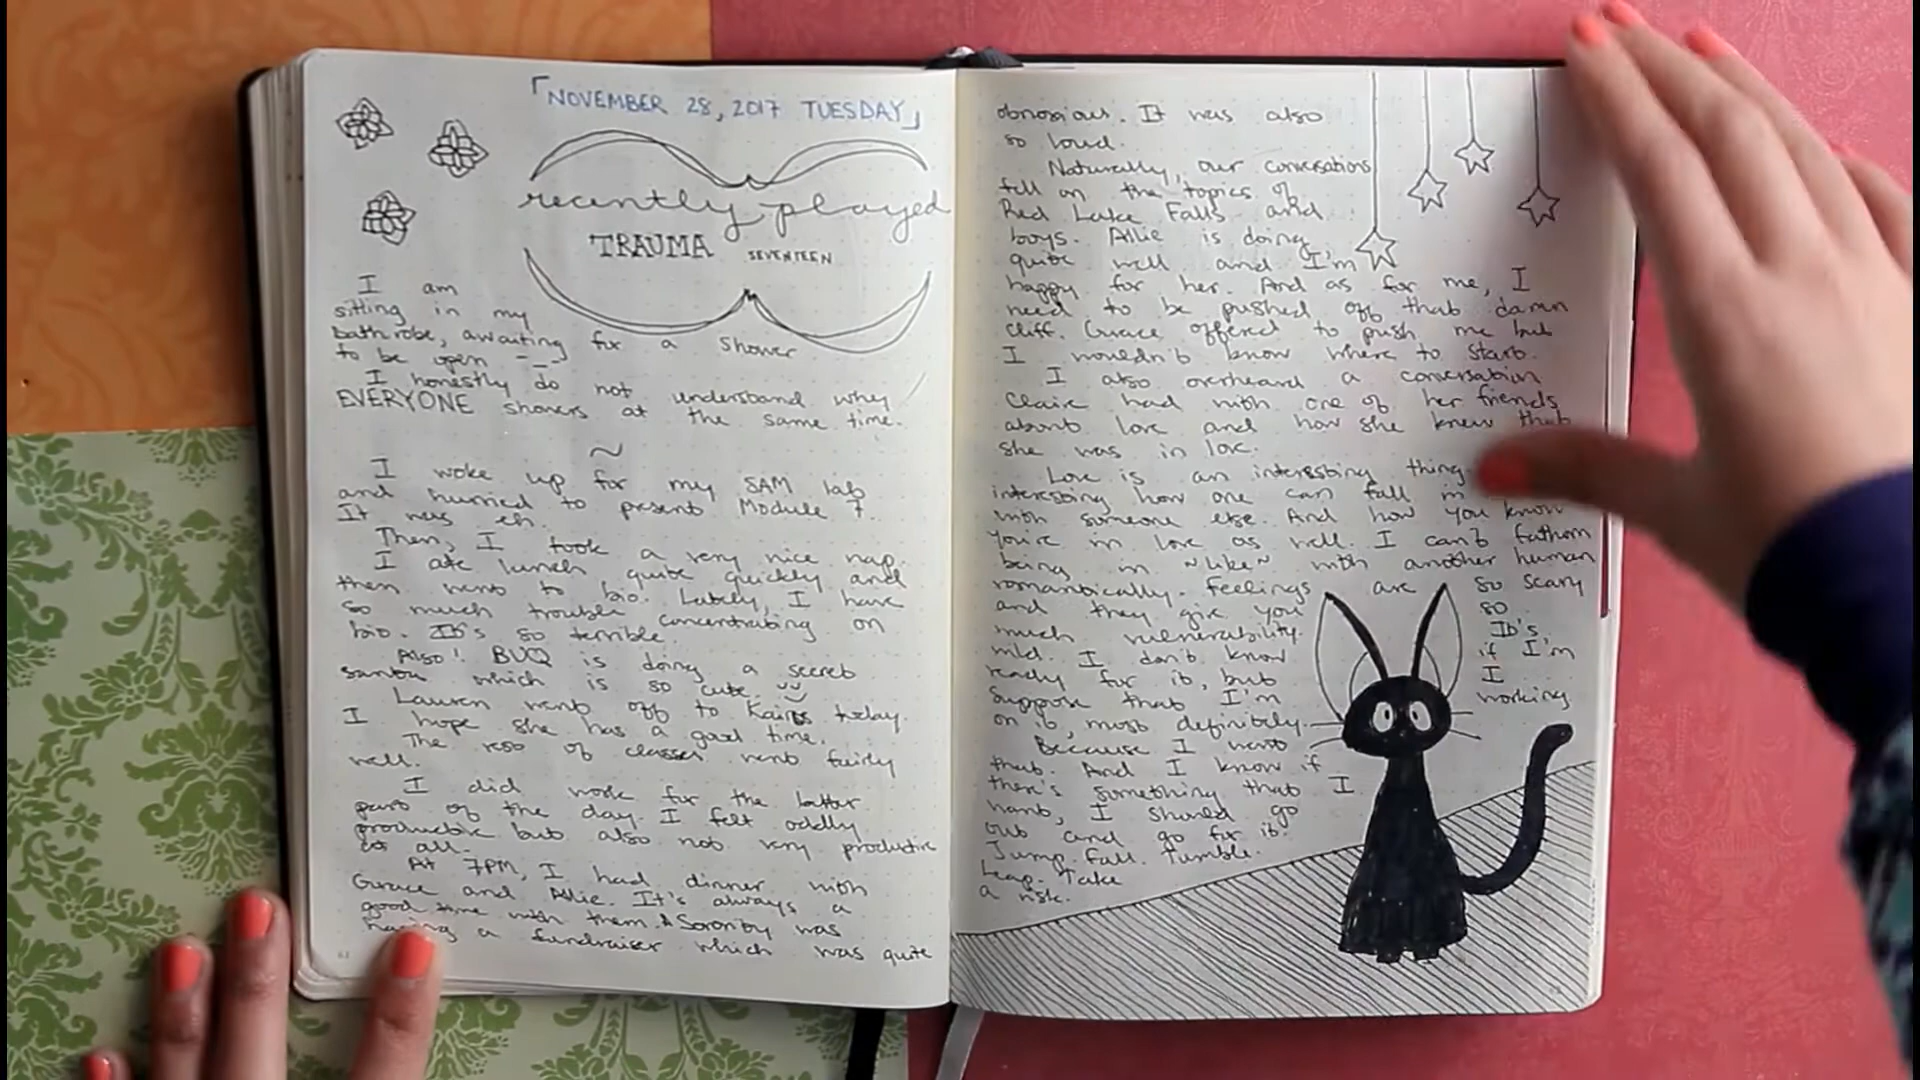 「NOVEMBER 28, 2017 TUESDAY」
recently played
TRAUMA SEVENTEEN
I am
sitting in my
bathrobe, awaiting for a shower
to be open -_-
I honestly do not understand why
EVERYONE showers at the same time.
~
I woke up for my SAM lab
and hurried to present Module 7.
It was eh.
Then, I took a very nice nap.
I ate lunch quite quickly and
then went to bio. Lately, I have
so much trouble concentrating on
bio. It's so terrible.
Also! BUQ is doing a secret
santa which is so cute.
Lauren went off to today.
I hope she has a good time.
The rest of classes went fairly
well.
I did work for the latter
part of the day. I felt oddly
productive but also not very productive
at all.
At 7PM, I had dinner with
Grace and Allie. It's always a
good time with them. A Sorority was
having a fundraiser which was quite
obnoxious. It was also
so loud.
Naturally, our conversations
fell on the topics of
Red Lake Falls and
boys. Allie is doing
quite well and I'm
happy for her. And as for me, I
need to be pushed off that damn
cliff. Grace offered to push me but
I wouldn't know where to start.
I also overheard a conversation
Claire had with one of her friends
about love and how she knew that
she was in love.
Love is an interesting thing
interesting how one can fall in
with someone else. And how you know
you're in love as well. I can't fathom
being in ~like~ with another human
romantically. Feelings are so scary
and they give you so
much vulnerability. It's
wild. I don't know if I'm
ready for it, but I
suppose that I'm working
on it, most definitely.
Because I want
that. And I know if
there's something that I
want, I should go
out and go for it.
Jump. Fall. Tumble.
Leap. Take
a risk.